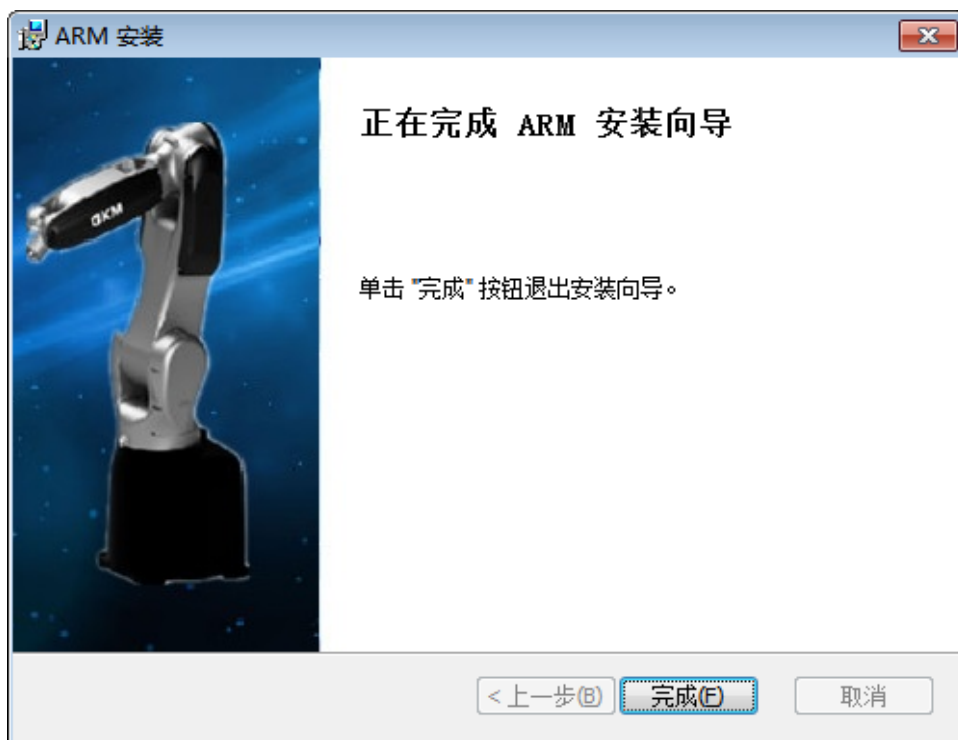 ARM 安装
正在完成 ARM 安装向导
QKM
单击 "完成" 按钮退出安装向导。
< 上一步(B)
完成(F)
取消